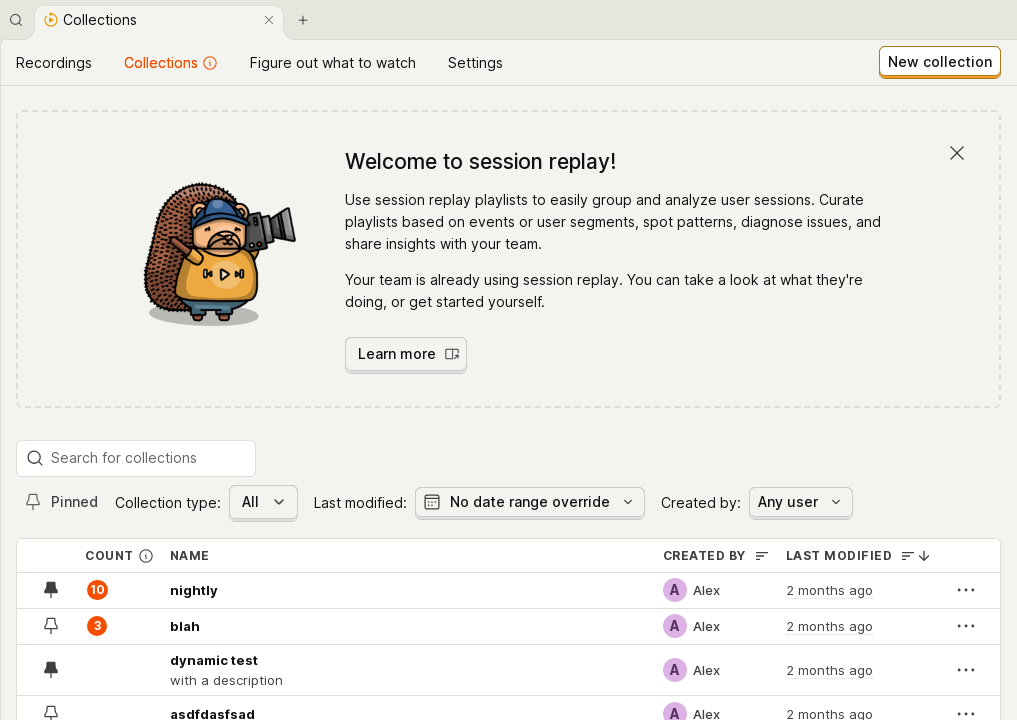 Collections
Recordings
Collections
Figure out what to watch
Settings
New collection
Welcome to session replay!
Use session replay playlists to easily group and analyze user sessions. Curate
playlists based on events or user segments, spot patterns, diagnose issues, and
share insights with your team.
Your team is already using session replay. You can take a look at what they're
doing, or get started yourself.
Learn more
Search for collections
Pinned
Collection type:
All
Last modified:
No date range override
Created by:
Any user
COUNT
NAME
CREATED BY
LAST MODIFIED
10
nightly
A
Alex
2 months ago
3
blah
A
Alex
2 months ago
dynamic test
with a description
A
Alex
2 months ago
asdfdasfsad
A
Alex
2 months ago